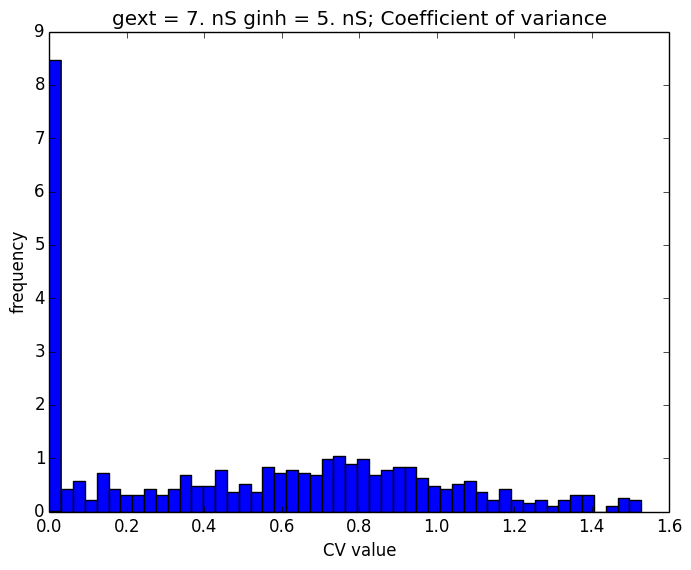 gext = 7. nS ginh = 5. nS; Coefficient of variance
9
8
7
6
5
4
3
2
1
0
frequency
0.0 0.2 0.4 0.6 0.8 1.0 1.2 1.4 1.6
CV value